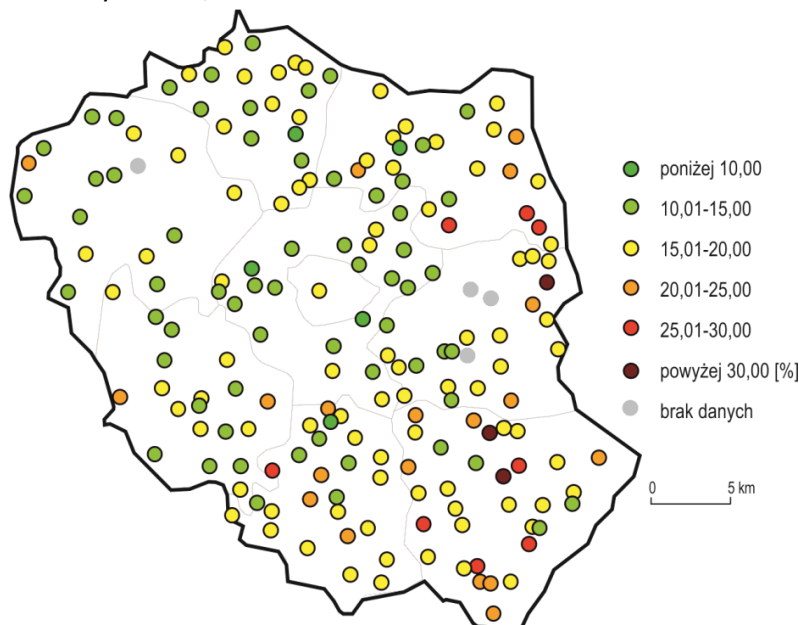 poniżej 10,00
10,01-15,00
15,01-20,00
20,01-25,00
25,01-30,00
powyżej 30,00 [%]
brak danych
0 5 km